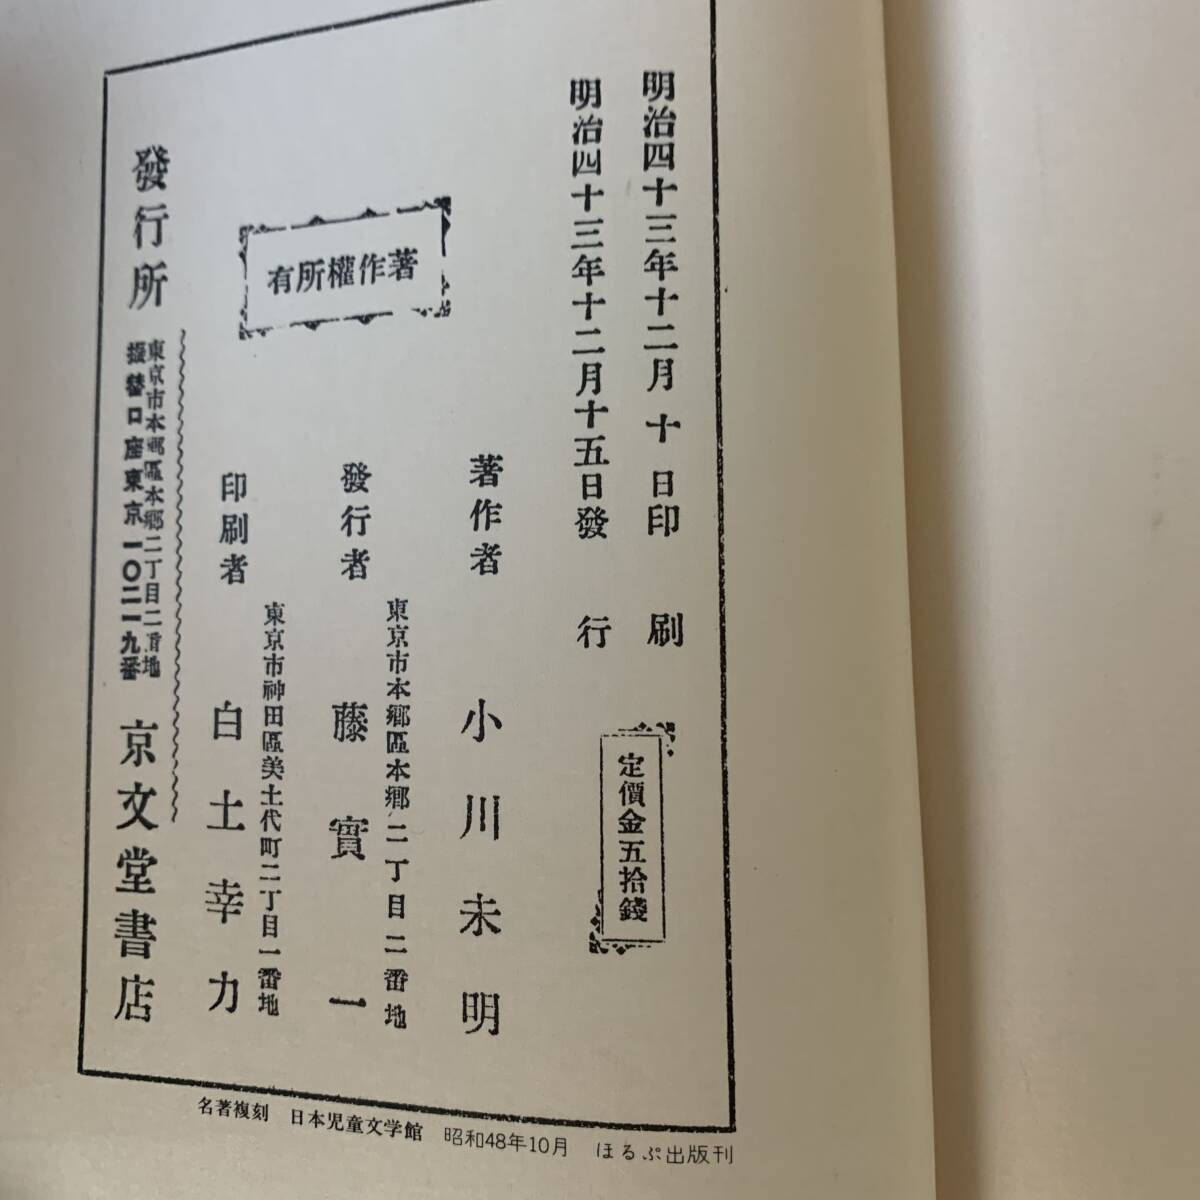 明治四十三年十二月十日印刷
明治四十三年十二月十五日發行
定價金五拾錢
著作者 小川未明
東京市本郷區本郷二丁目二番地
發行者 藤實一
東京市神田區美土代町二丁目一番地
印刷者 白土幸力
有所權作著
發行所
東京市本郷區本郷二丁目二番地
振替口座東京一〇二一九番
京文堂書店
名著複刻 日本児童文学館 昭和48年10月 ほるぷ出版刊